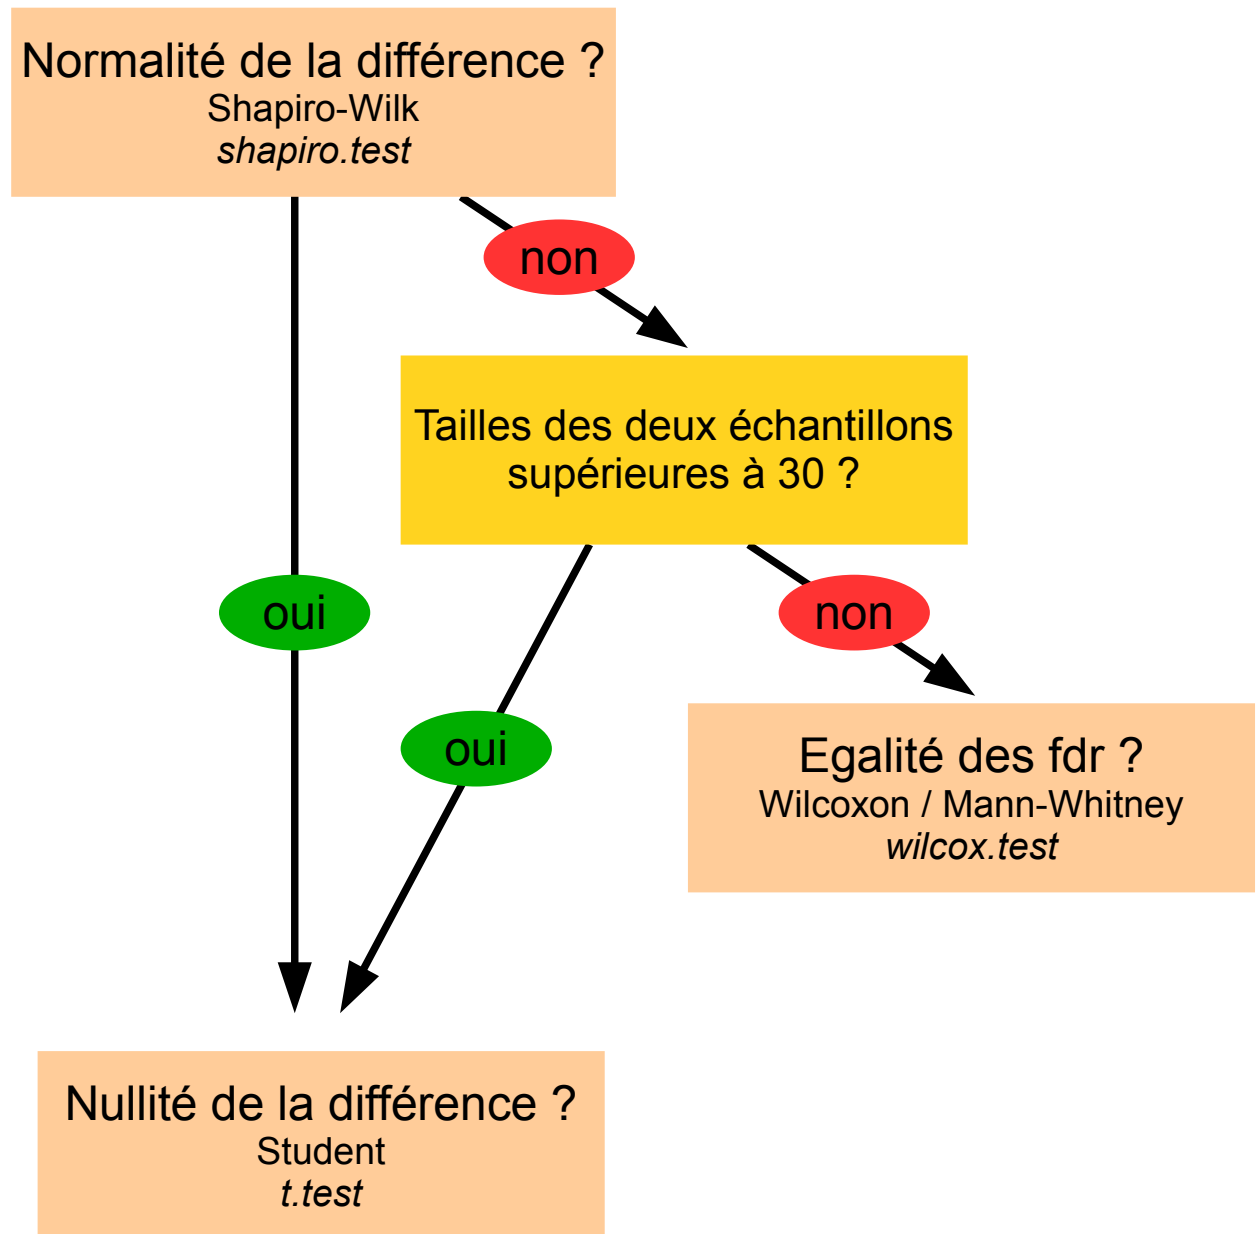 Normalité de la différence ?
Shapiro-Wilk
shapiro.test
non
Tailles des deux échantillons
supérieures à 30 ?
oui
non
oui
Egalité des fdr ?
Wilcoxon / Mann-Whitney
wilcox.test
Nullité de la différence ?
Student
t.test